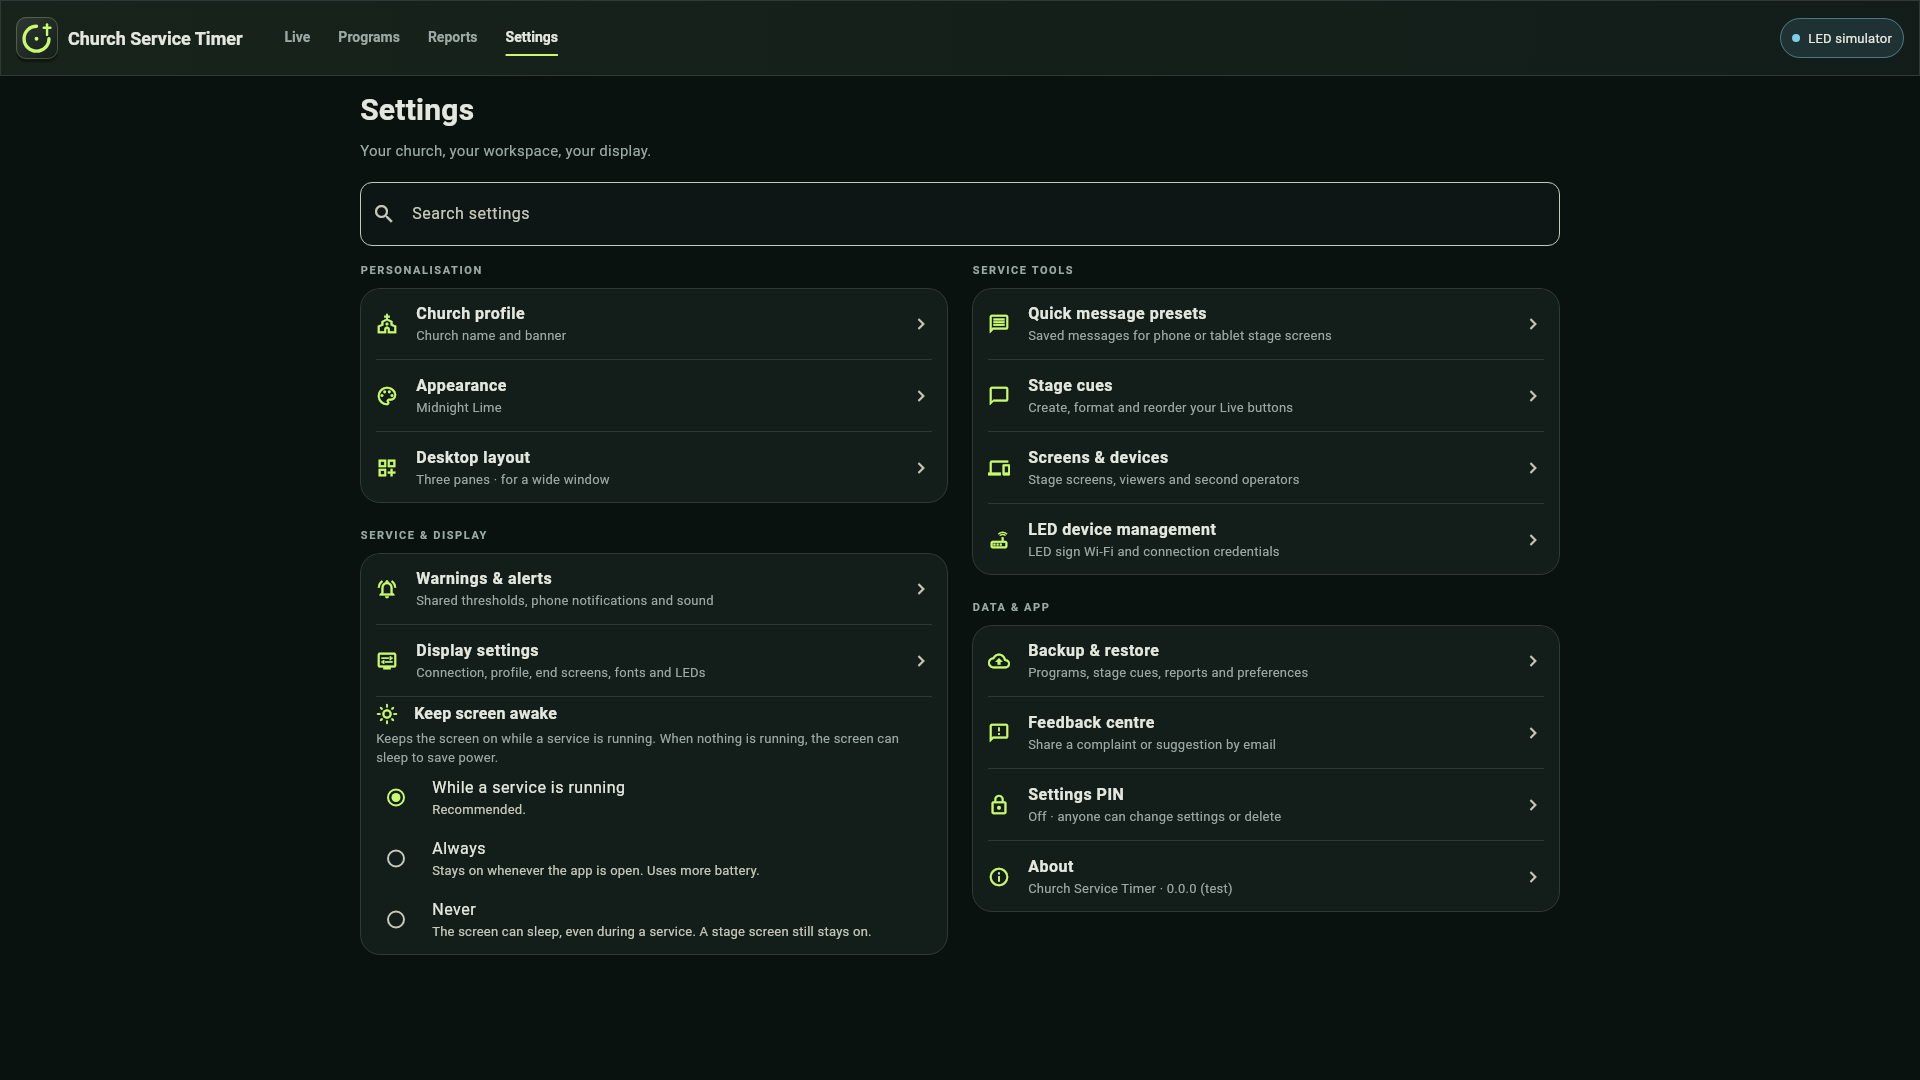 Church Service Timer
Live
Programs
Reports
Settings
LED simulator
Settings
Your church, your workspace, your display.
Search settings
PERSONALISATION
Church profile
Church name and banner
Appearance
Midnight Lime
Desktop layout
Three panes · for a wide window
SERVICE & DISPLAY
Warnings & alerts
Shared thresholds, phone notifications and sound
Display settings
Connection, profile, end screens, fonts and LEDs
Keep screen awake
Keeps the screen on while a service is running. When nothing is running, the screen can
sleep to save power.
While a service is running
Recommended.
Always
Stays on whenever the app is open. Uses more battery.
Never
The screen can sleep, even during a service. A stage screen still stays on.
SERVICE TOOLS
Quick message presets
Saved messages for phone or tablet stage screens
Stage cues
Create, format and reorder your Live buttons
Screens & devices
Stage screens, viewers and second operators
LED device management
LED sign Wi-Fi and connection credentials
DATA & APP
Backup & restore
Programs, stage cues, reports and preferences
Feedback centre
Share a complaint or suggestion by email
Settings PIN
Off · anyone can change settings or delete
About
Church Service Timer · 0.0.0 (test)